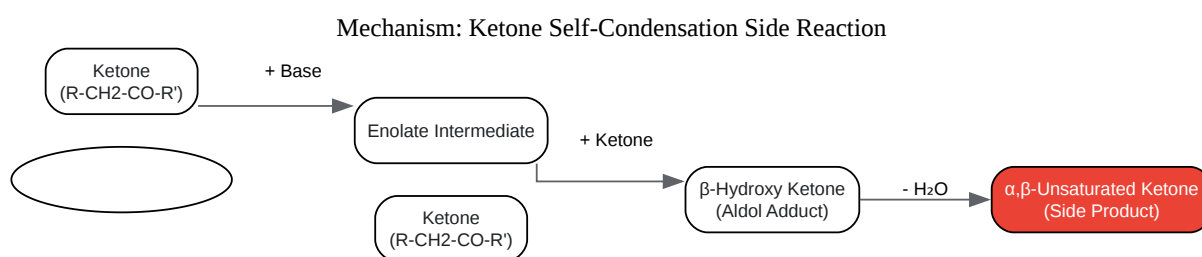 Mechanism: Ketone Self-Condensation Side Reaction
Ketone
(R-CH2-CO-R')
+ Base
Enolate Intermediate
+ Ketone
Ketone
(R-CH2-CO-R')
β-Hydroxy Ketone
(Aldol Adduct)
- H₂O
α,β-Unsaturated Ketone
(Side Product)